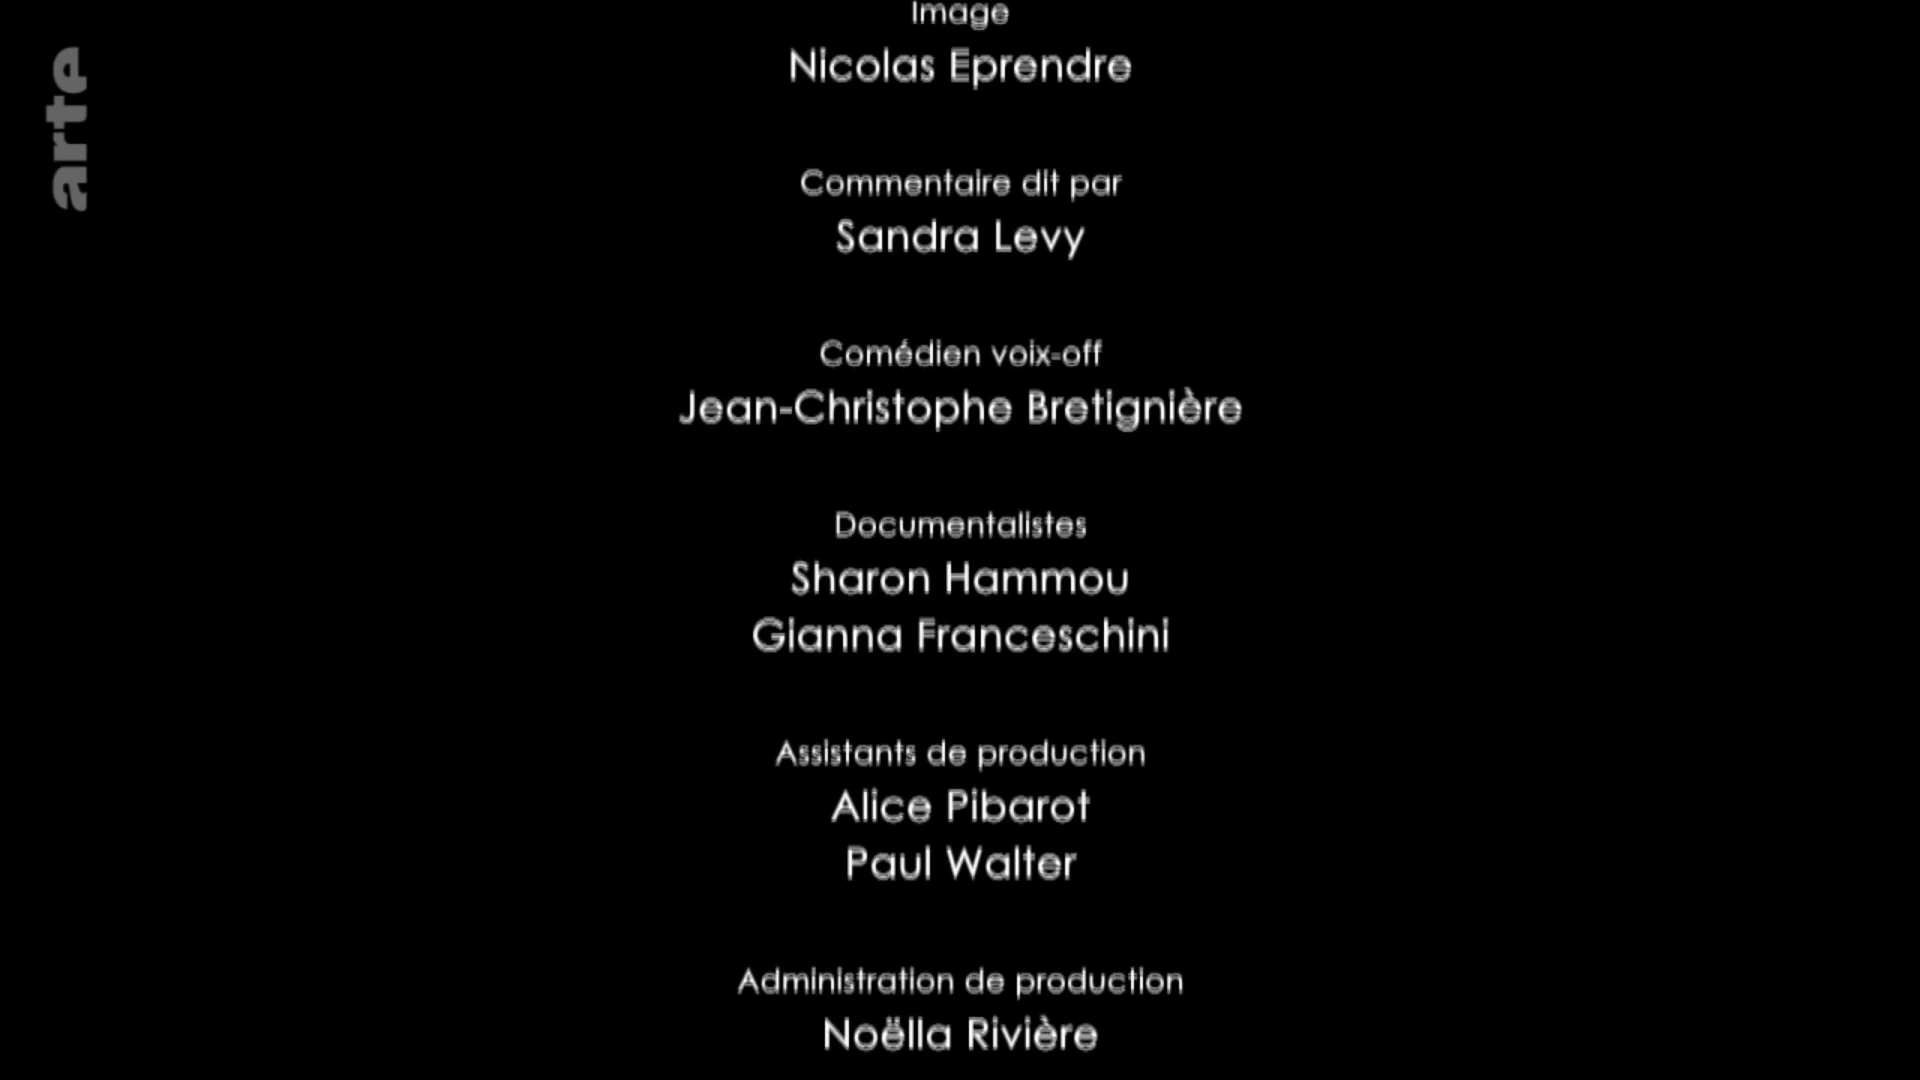 Image
Nicolas Eprendre
Commentaire dit par
Sandra Levy
Comédien voix-off
Jean-Christophe Bretignière
Documentalistes
Sharon Hammou
Gianna Franceschini
Assistants de production
Alice Pibarot
Paul Walter
Administration de production
Noëlla Rivière
arte